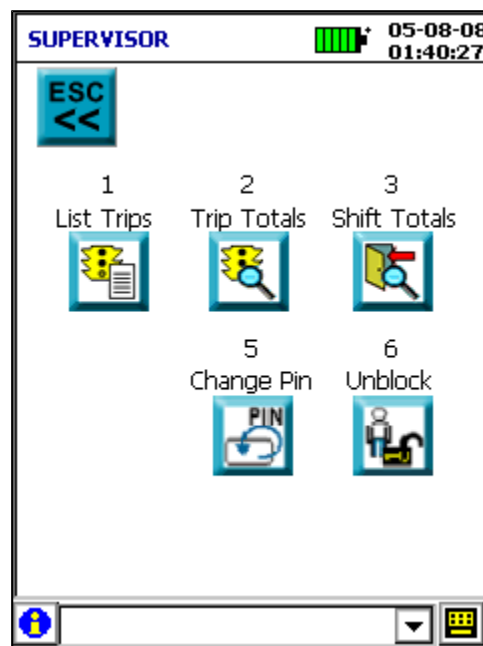 SUPERVISOR
05-08-08
01:40:27
ESC
<<
1 2 3
List Trips Trip Totals Shift Totals
5 6
Change Pin Unblock
PIN